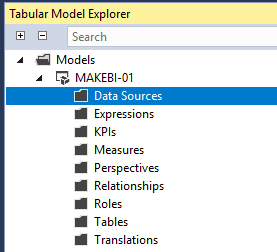 Tabular Model Explorer
Search
Models
MAKEBI-01
Data Sources
Expressions
KPIs
Measures
Perspectives
Relationships
Roles
Tables
Translations